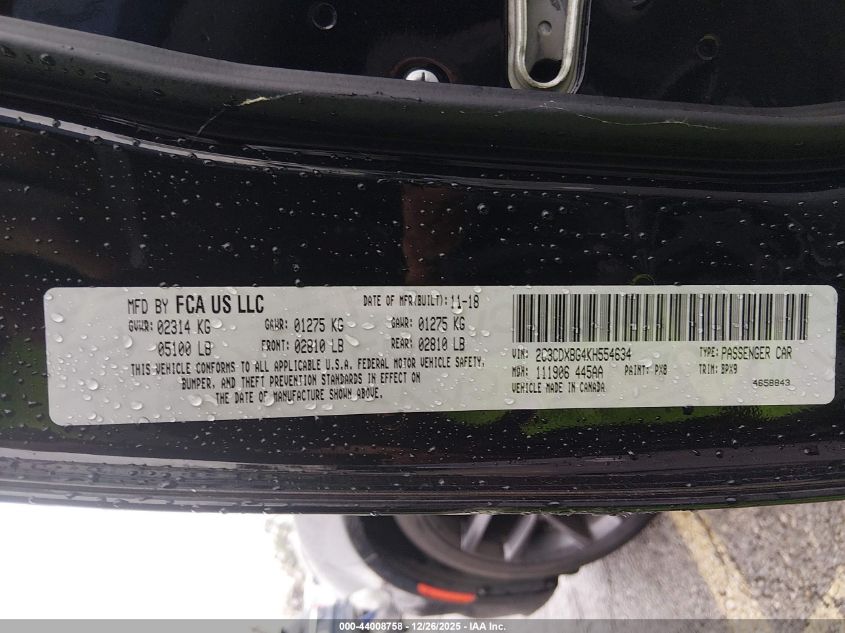 MFD BY FCA US LLC DATE OF MFR(BUILT): 11-18
GVWR: 02314 KG GAWR: 01275 KG GAWR: 01275 KG
05100 LB FRONT: 02810 LB REAR: 02810 LB
THIS VEHICLE CONFORMS TO ALL APPLICABLE U.S.A. FEDERAL MOTOR VEHICLE SAFETY,
BUMPER, AND THEFT PREVENTION STANDARDS IN EFFECT ON
THE DATE OF MANUFACTURE SHOWN ABOVE.
VIN: 2C3CDXBG4KH554634 TYPE: PASSENGER CAR
MDH: 111906 445AA PAINT: PX8 TRIM: BPX9
VEHICLE MADE IN CANADA 4658843
000-44008758 - 12/26/2025 - IAA Inc.